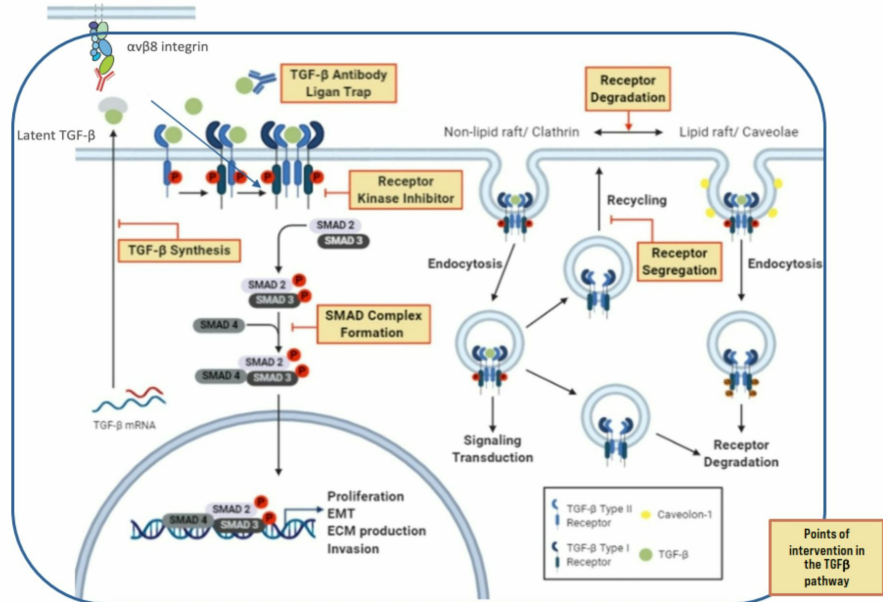 αvβ8 integrin
Latent TGF-β
TGF-β Antibody
Ligan Trap
P
P
P
P
P
Receptor
Kinase Inhibitor
TGF-β Synthesis
SMAD 2
SMAD 3
SMAD 2
P
SMAD 3
P
SMAD 4
SMAD Complex
Formation
SMAD 2
P
SMAD 4
SMAD 3
P
TGF-β mRNA
SMAD 2
P
SMAD 4
SMAD 3
P
Proliferation
EMT
ECM production
Invasion
Receptor
Degradation
Non-lipid raft/ Clathrin
Lipid raft/ Caveolae
Recycling
Receptor
Segregation
Endocytosis
Endocytosis
Signaling
Transduction
Receptor
Degradation
TGF-β Type II
Receptor
Caveolon-1
TGF-β Type I
Receptor
TGF-β
Points of
intervention in
the TGFβ
pathway